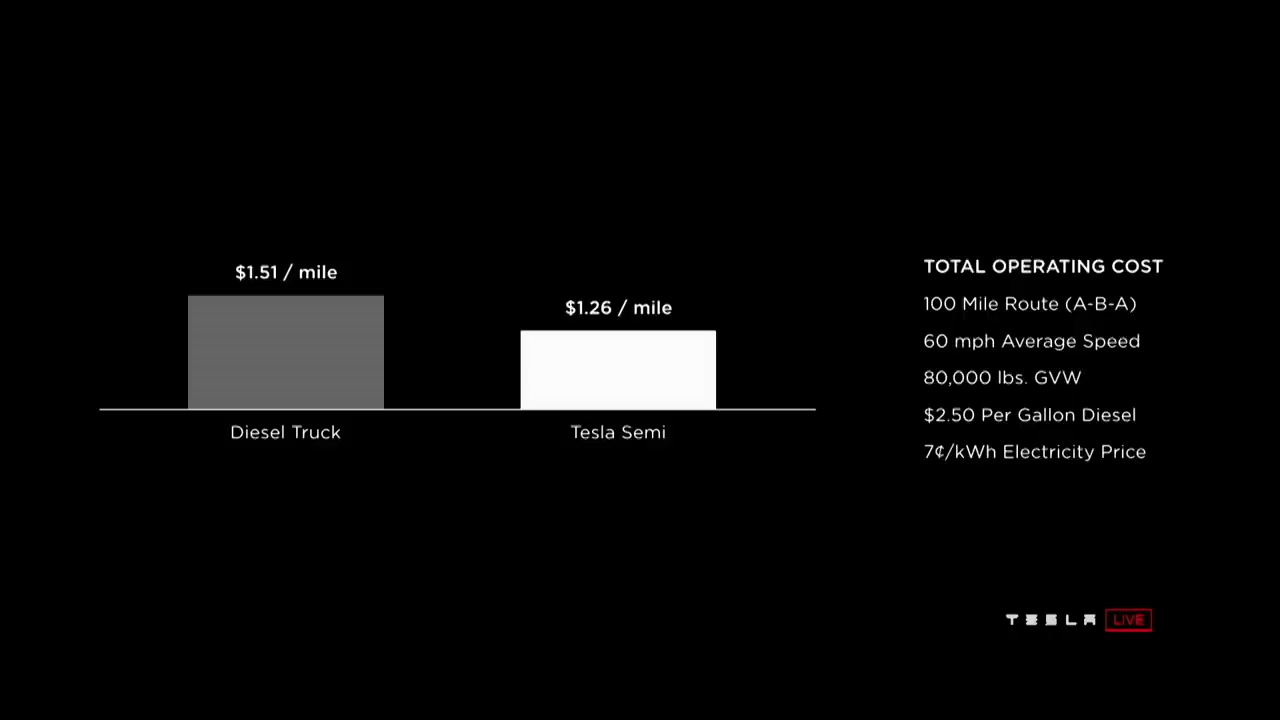 $1.51 / mile
$1.26 / mile
Diesel Truck
Tesla Semi
TOTAL OPERATING COST
100 Mile Route (A-B-A)
60 mph Average Speed
80,000 lbs. GVW
$2.50 Per Gallon Diesel
7¢/kWh Electricity Price
TESLA LIVE